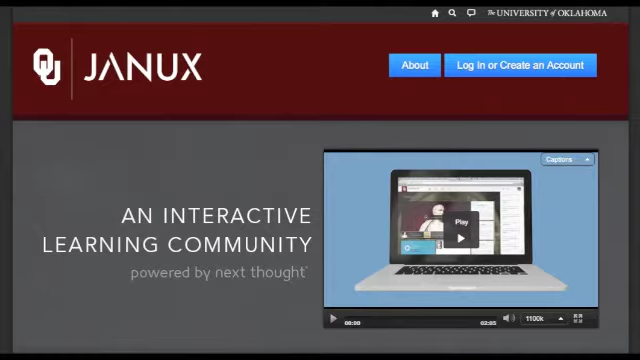 The UNIVERSITY of OKLAHOMA
OU JANUX
About
Log in or Create an Account
Captions
Play
AN INTERACTIVE
LEARNING COMMUNITY
powered by next thought
00:00
02:05
1100k